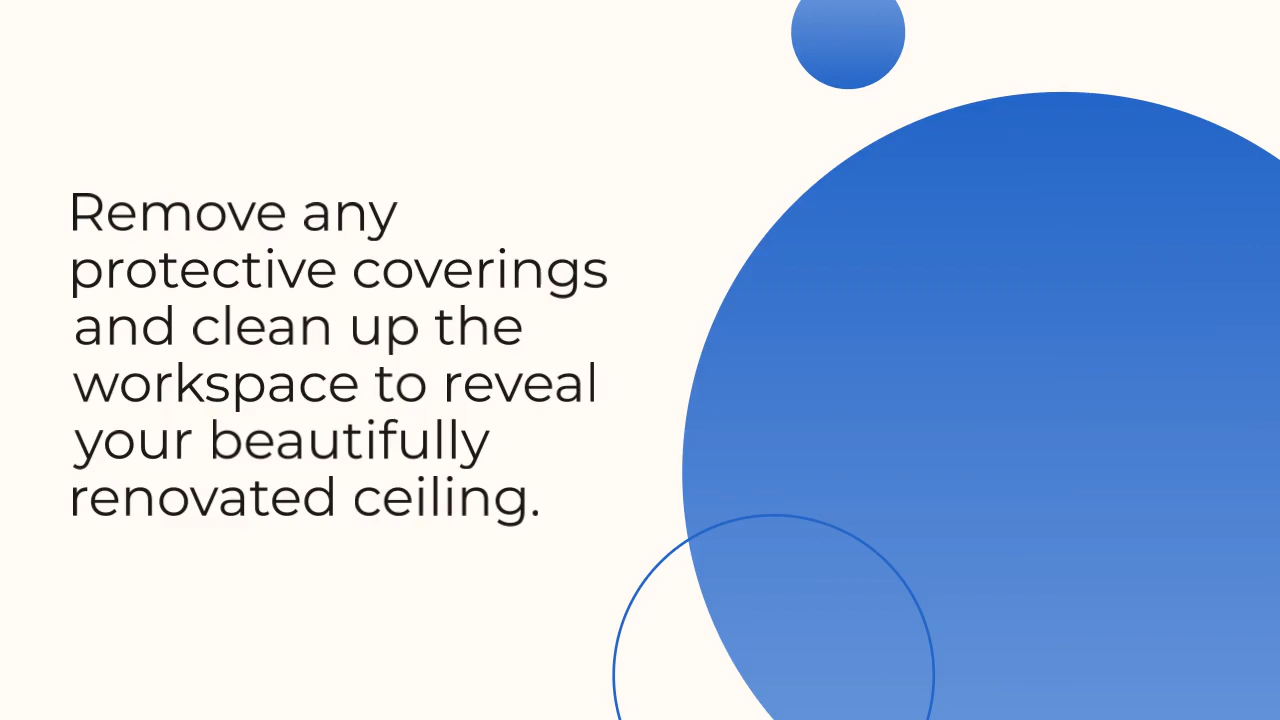 Remove any
protective coverings
and clean up the
workspace to reveal
your beautifully
renovated ceiling.